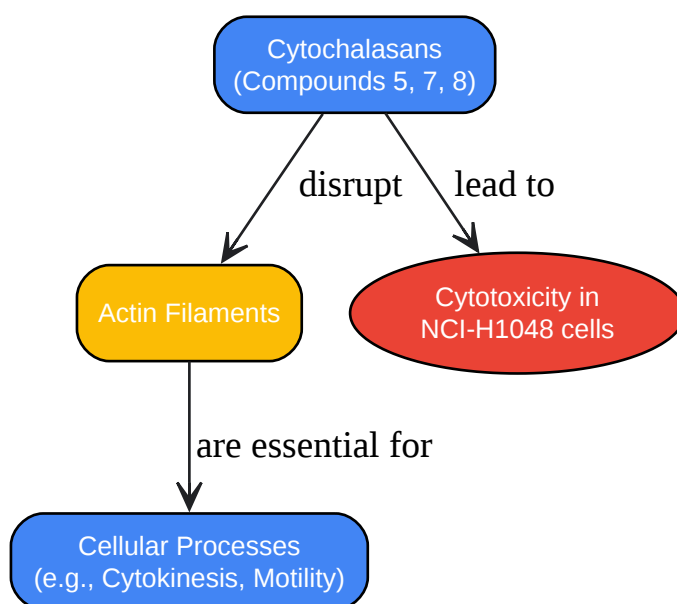 Cytochalasans
(Compounds 5, 7, 8)
disrupt
lead to
Actin Filaments
Cytotoxicity in
NCI-H1048 cells
are essential for
Cellular Processes
(e.g., Cytokinesis, Motility)